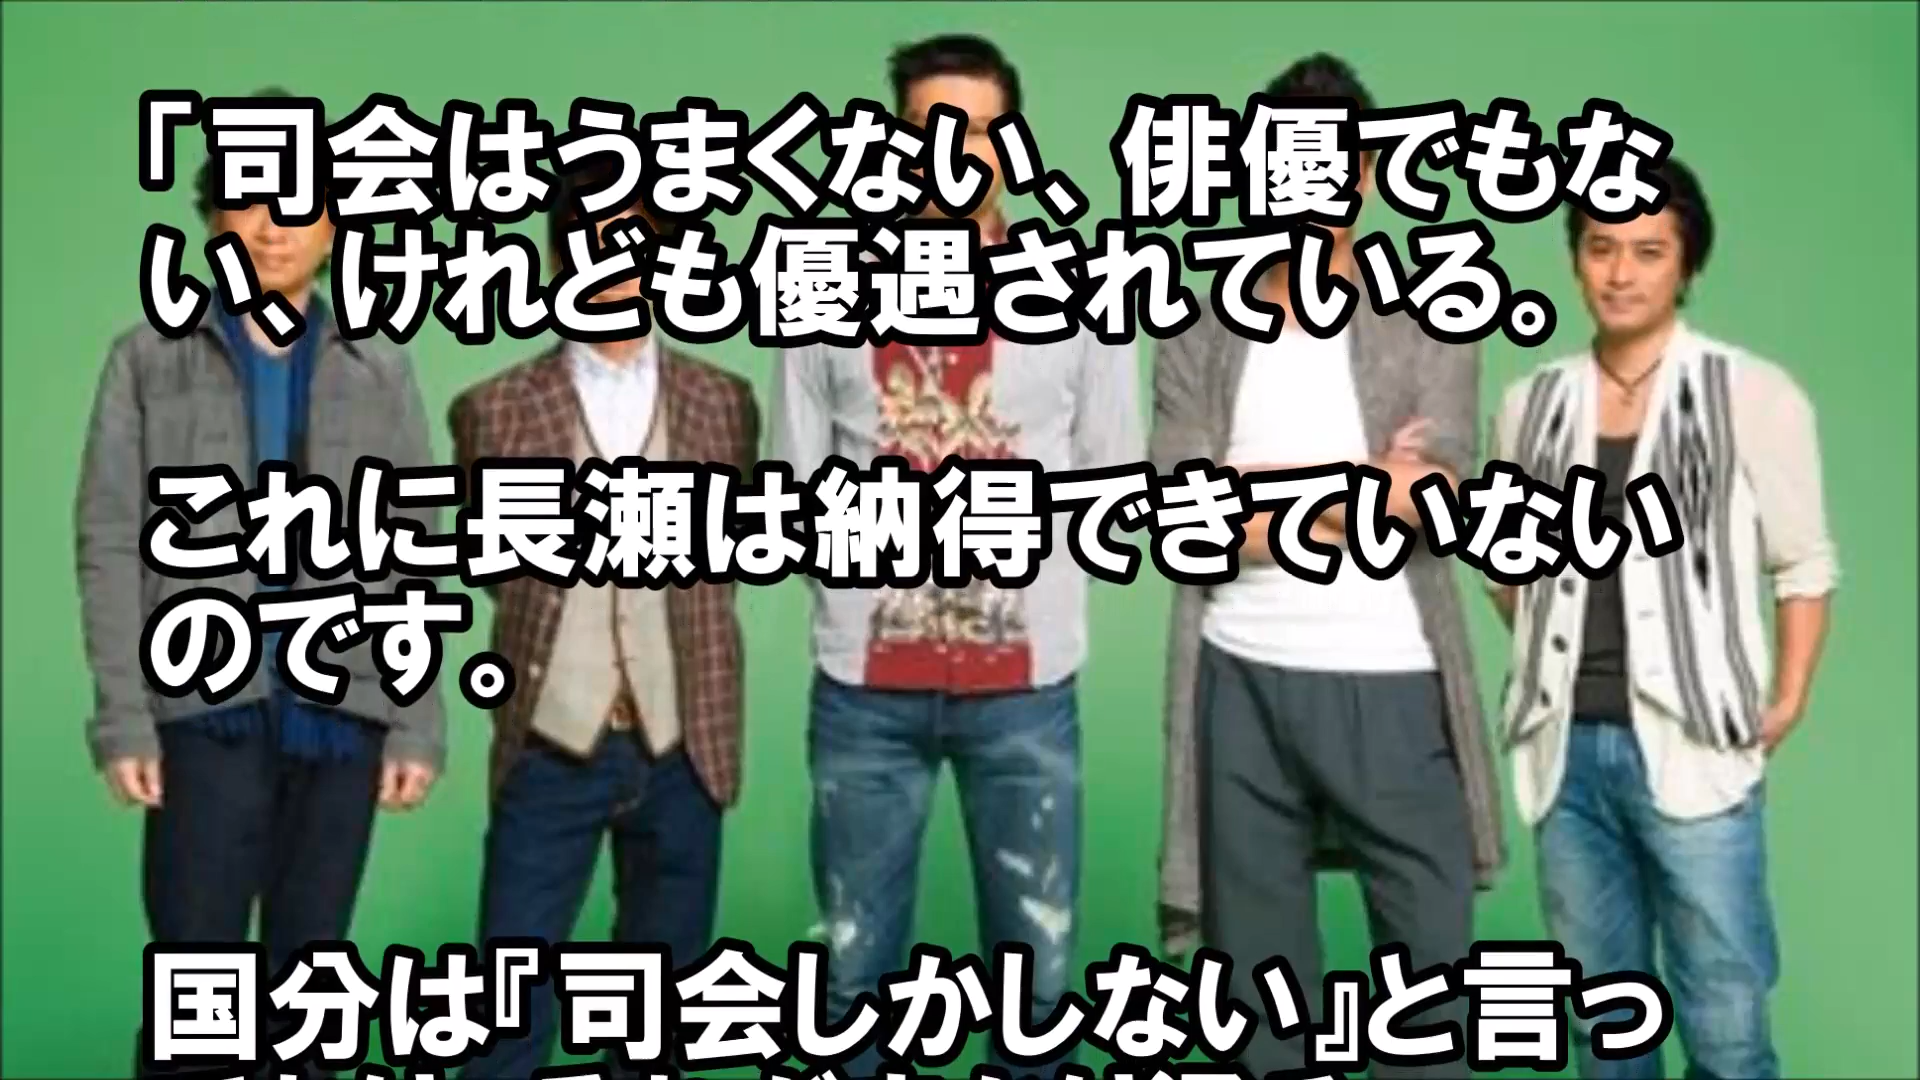 「司会はうまくない、俳優でもな
い、けれども優遇されている。
これに長瀬は納得できていない
のです。
国分は『司会しかしない』と言っ